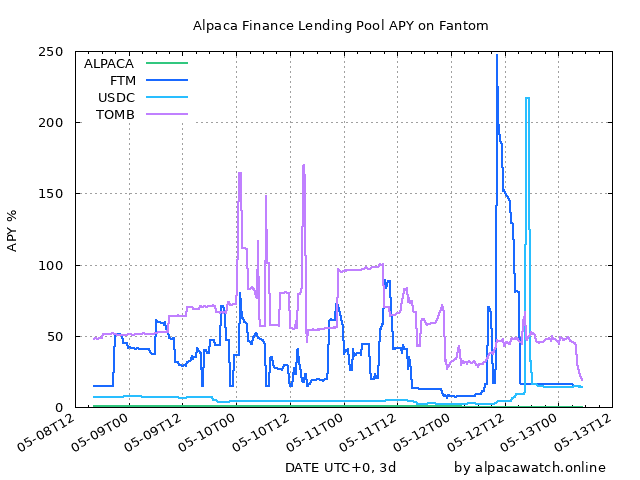 Alpaca Finance Lending Pool APY on Fantom
250
200
150
100
50
0
APY %
ALPACA
FTM
USDC
TOMB
05-08T12
05-09T00
05-09T12
05-10T00
05-10T12
05-11T00
05-11T12
05-12T00
05-12T12
05-13T00
05-13T12
DATE UTC+0, 3d
by alpacawatch.online